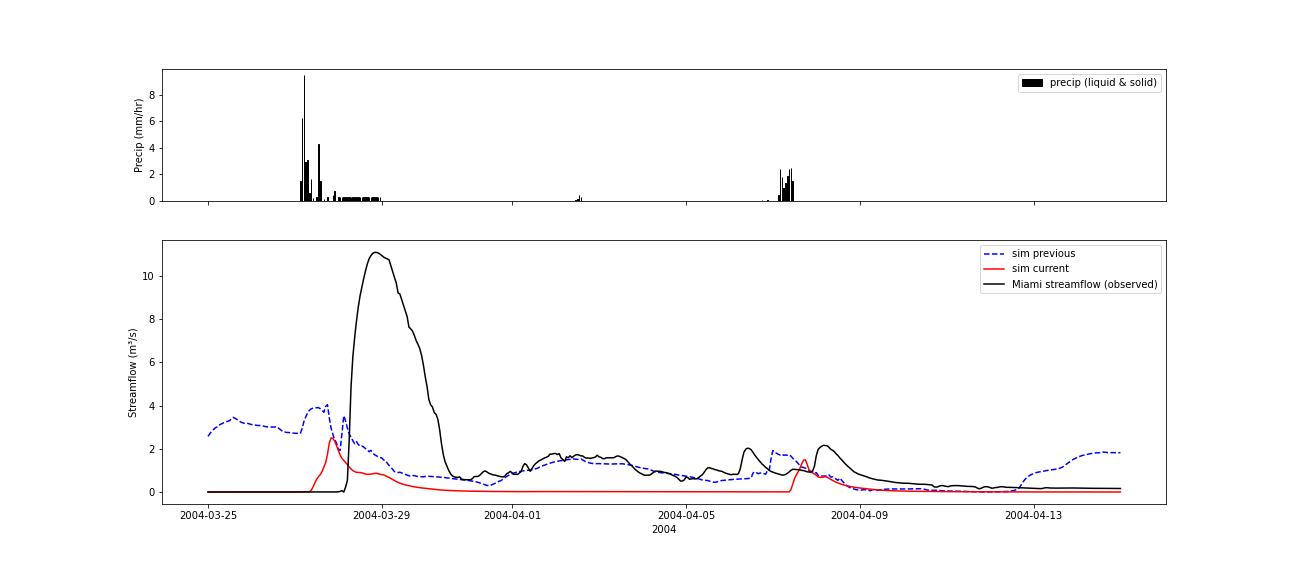 precip (liquid & solid)
Precip (mm/hr)
8
6
4
2
0
sim previous
sim current
Miami streamflow (observed)
Streamflow (m³/s)
10
8
6
4
2
0
2004-03-25 2004-03-29 2004-04-01 2004-04-05 2004-04-09 2004-04-13
2004